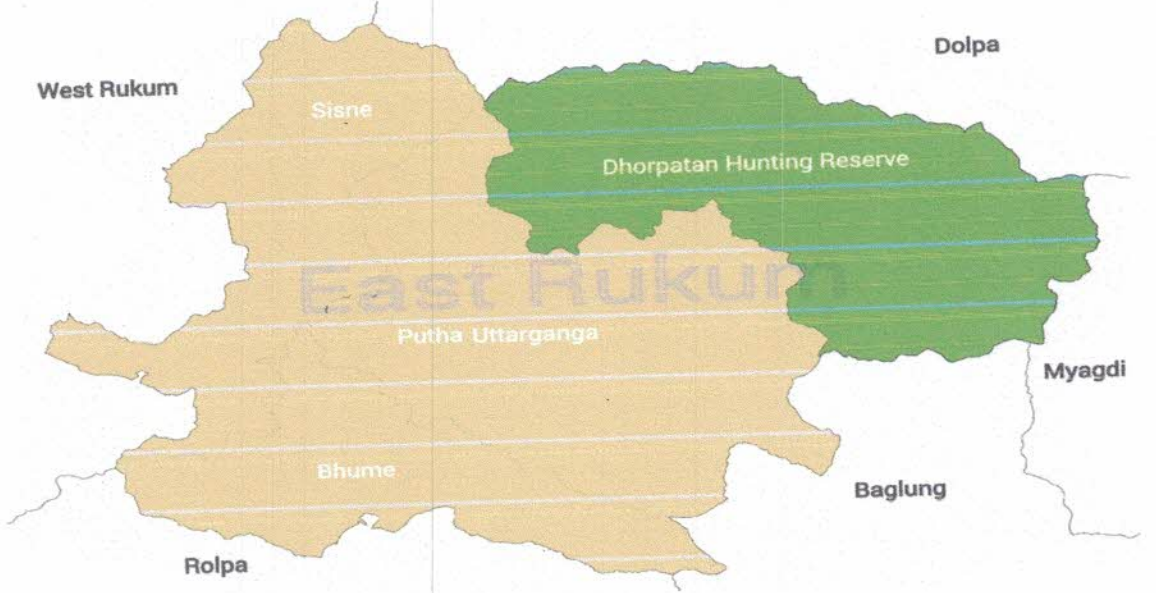 Dolpa
West Rukum
Sisne
Dhorpatan Hunting Reserve
East Rukum
Putha Uttarganga
Myagdi
Bhume
Baglung
Rolpa